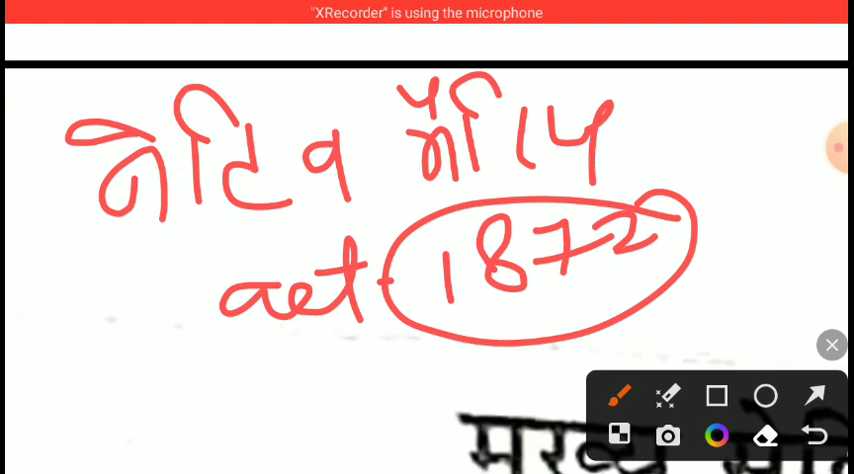 "XRecorder" is using the microphone
नेटिव मैरिज
act - 1872
मुख्य